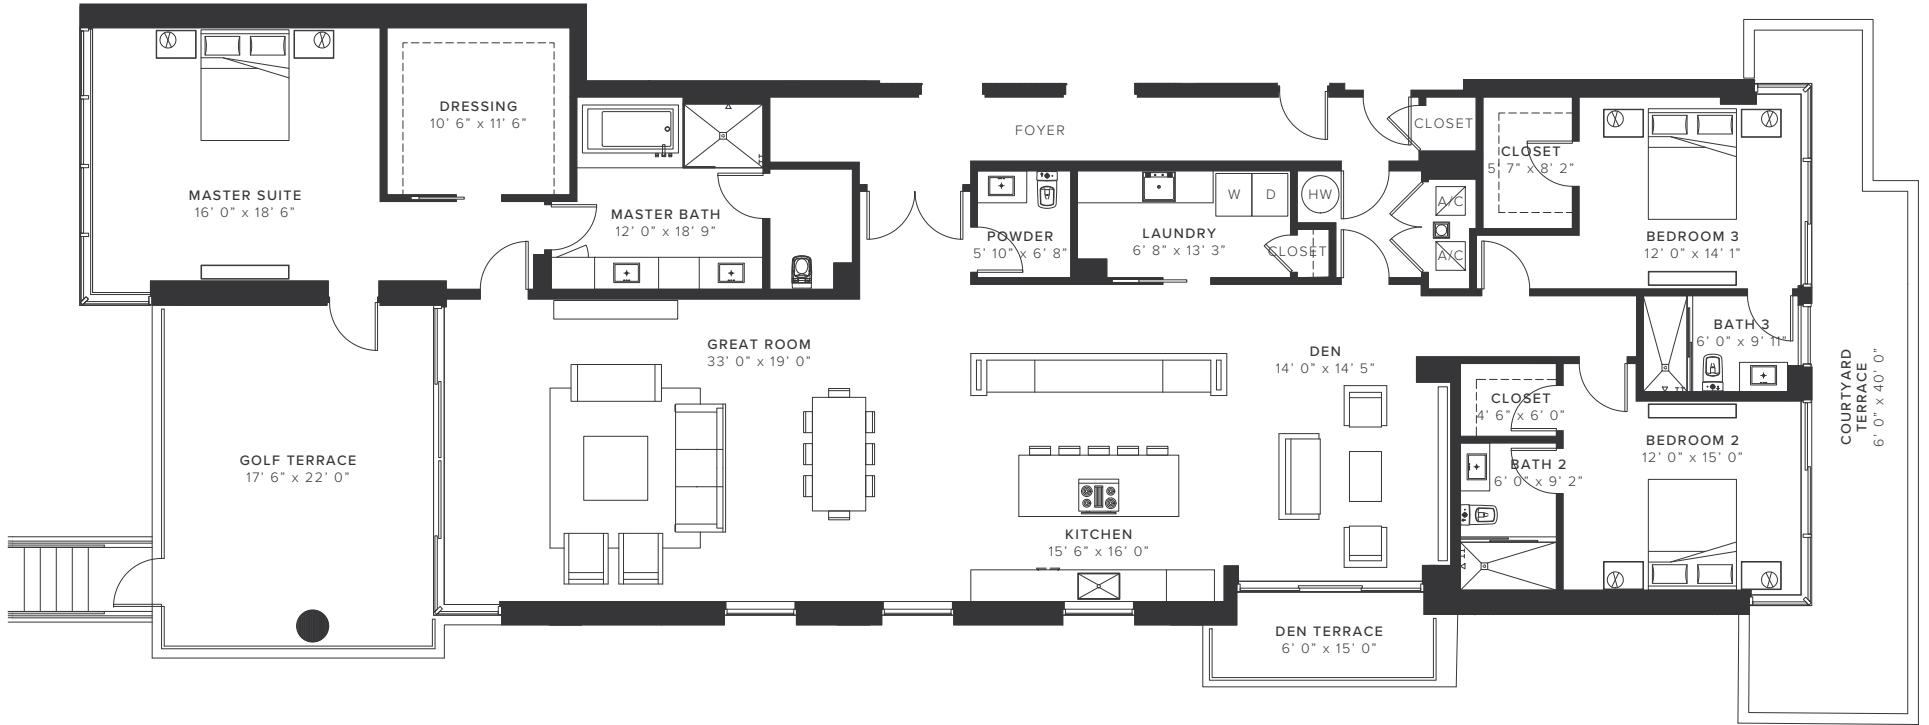 MASTER SUITE
16' 0" x 18' 6"
DRESSING
10' 6" x 11' 6"
MASTER BATH
12' 0" x 18' 9"
FOYER
POWDER
5' 10" x 6' 8"
LAUNDRY
6' 8" x 13' 3"
W
D
HW
CLOSET
CLOSET
A/C
A/C
CLOSET
5' 7" x 8' 2"
BEDROOM 3
12' 0" x 14' 1"
BATH 3
6' 0" x 9' 11"
GREAT ROOM
33' 0" x 19' 0"
DEN
14' 0" x 14' 5"
CLOSET
4' 6" x 6' 0"
BATH 2
6' 0" x 9' 2"
BEDROOM 2
12' 0" x 15' 0"
COURTYARD
TERRACE
6' 0" x 40' 0"
GOLF TERRACE
17' 6" x 22' 0"
KITCHEN
15' 6" x 16' 0"
DEN TERRACE
6' 0" x 15' 0"